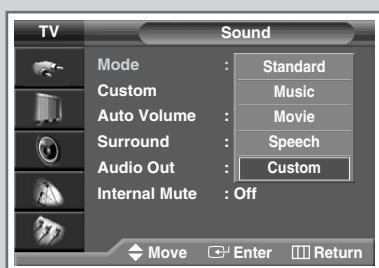 TV Sound
Mode : Standard
Custom Music
Auto Volume : Movie
Surround : Speech
Audio Out : Custom
Internal Mute : Off
Move Enter Return